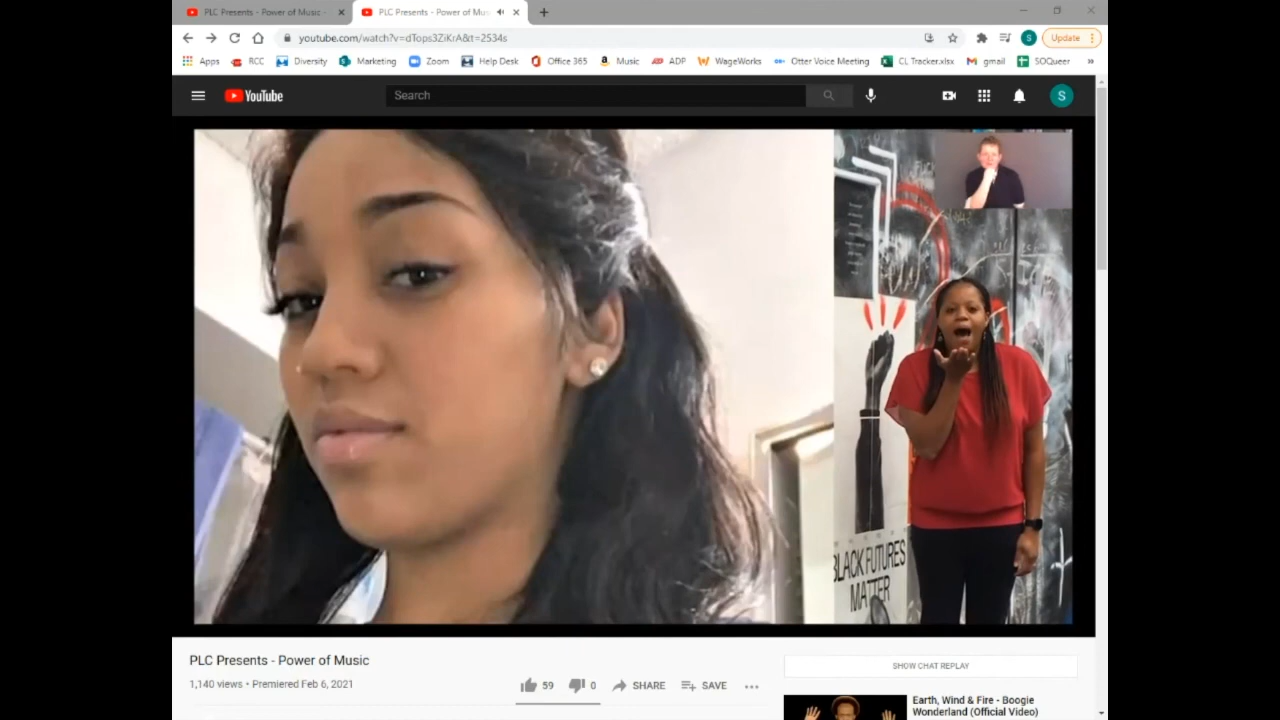 PLC Presents - Power of Music -
PLC Presents - Power of Mus
youtube.com/watch?v=dTops3ZiKrA&t=2534s
S
Update
Apps
RCC
Diversity
Marketing
Zoom
Help Desk
Office 365
Music
ADP
WageWorks
Otter Voice Meeting
CL Tracker.xlsx
gmail
SOQueer
YouTube
Search
S
BLACK FUTURES
MATTER
PLC Presents - Power of Music
1,140 views • Premiered Feb 6, 2021
59
0
SHARE
SAVE
SHOW CHAT REPLAY
Earth, Wind & Fire - Boogie
Wonderland (Official Video)